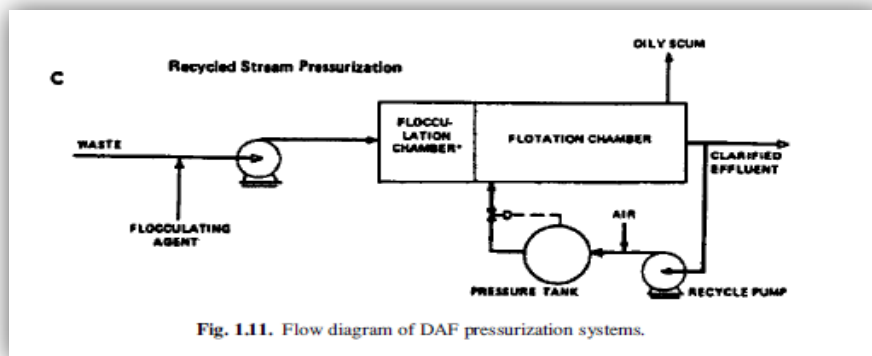 C
Recycled Stream Pressurization
OILY SCUM
WASTE
FLOCCU-
LATION
CHAMBER*
FLOTATION CHAMBER
CLARIFIED
EFFLUENT
FLOCCULATING
AGENT
AIR
PRESSURE TANK
RECYCLE PUMP
Fig. 1.11. Flow diagram of DAF pressurization systems.